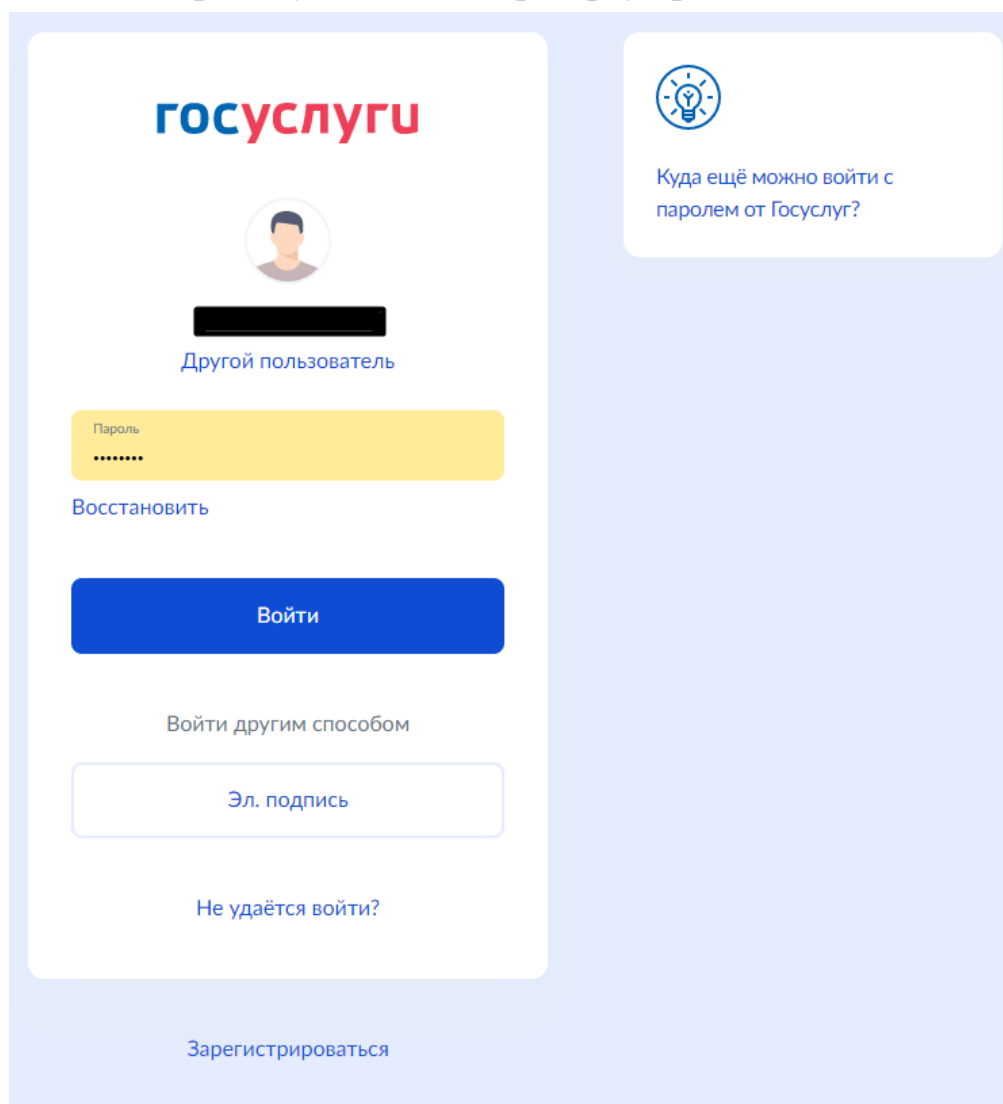 госуслуги
Другой пользователь
Пароль
••••••••
Восстановить
Войти
Войти другим способом
Эл. подпись
Не удаётся войти?
Зарегистрироваться
Куда ещё можно войти с
паролем от Госуслуг?